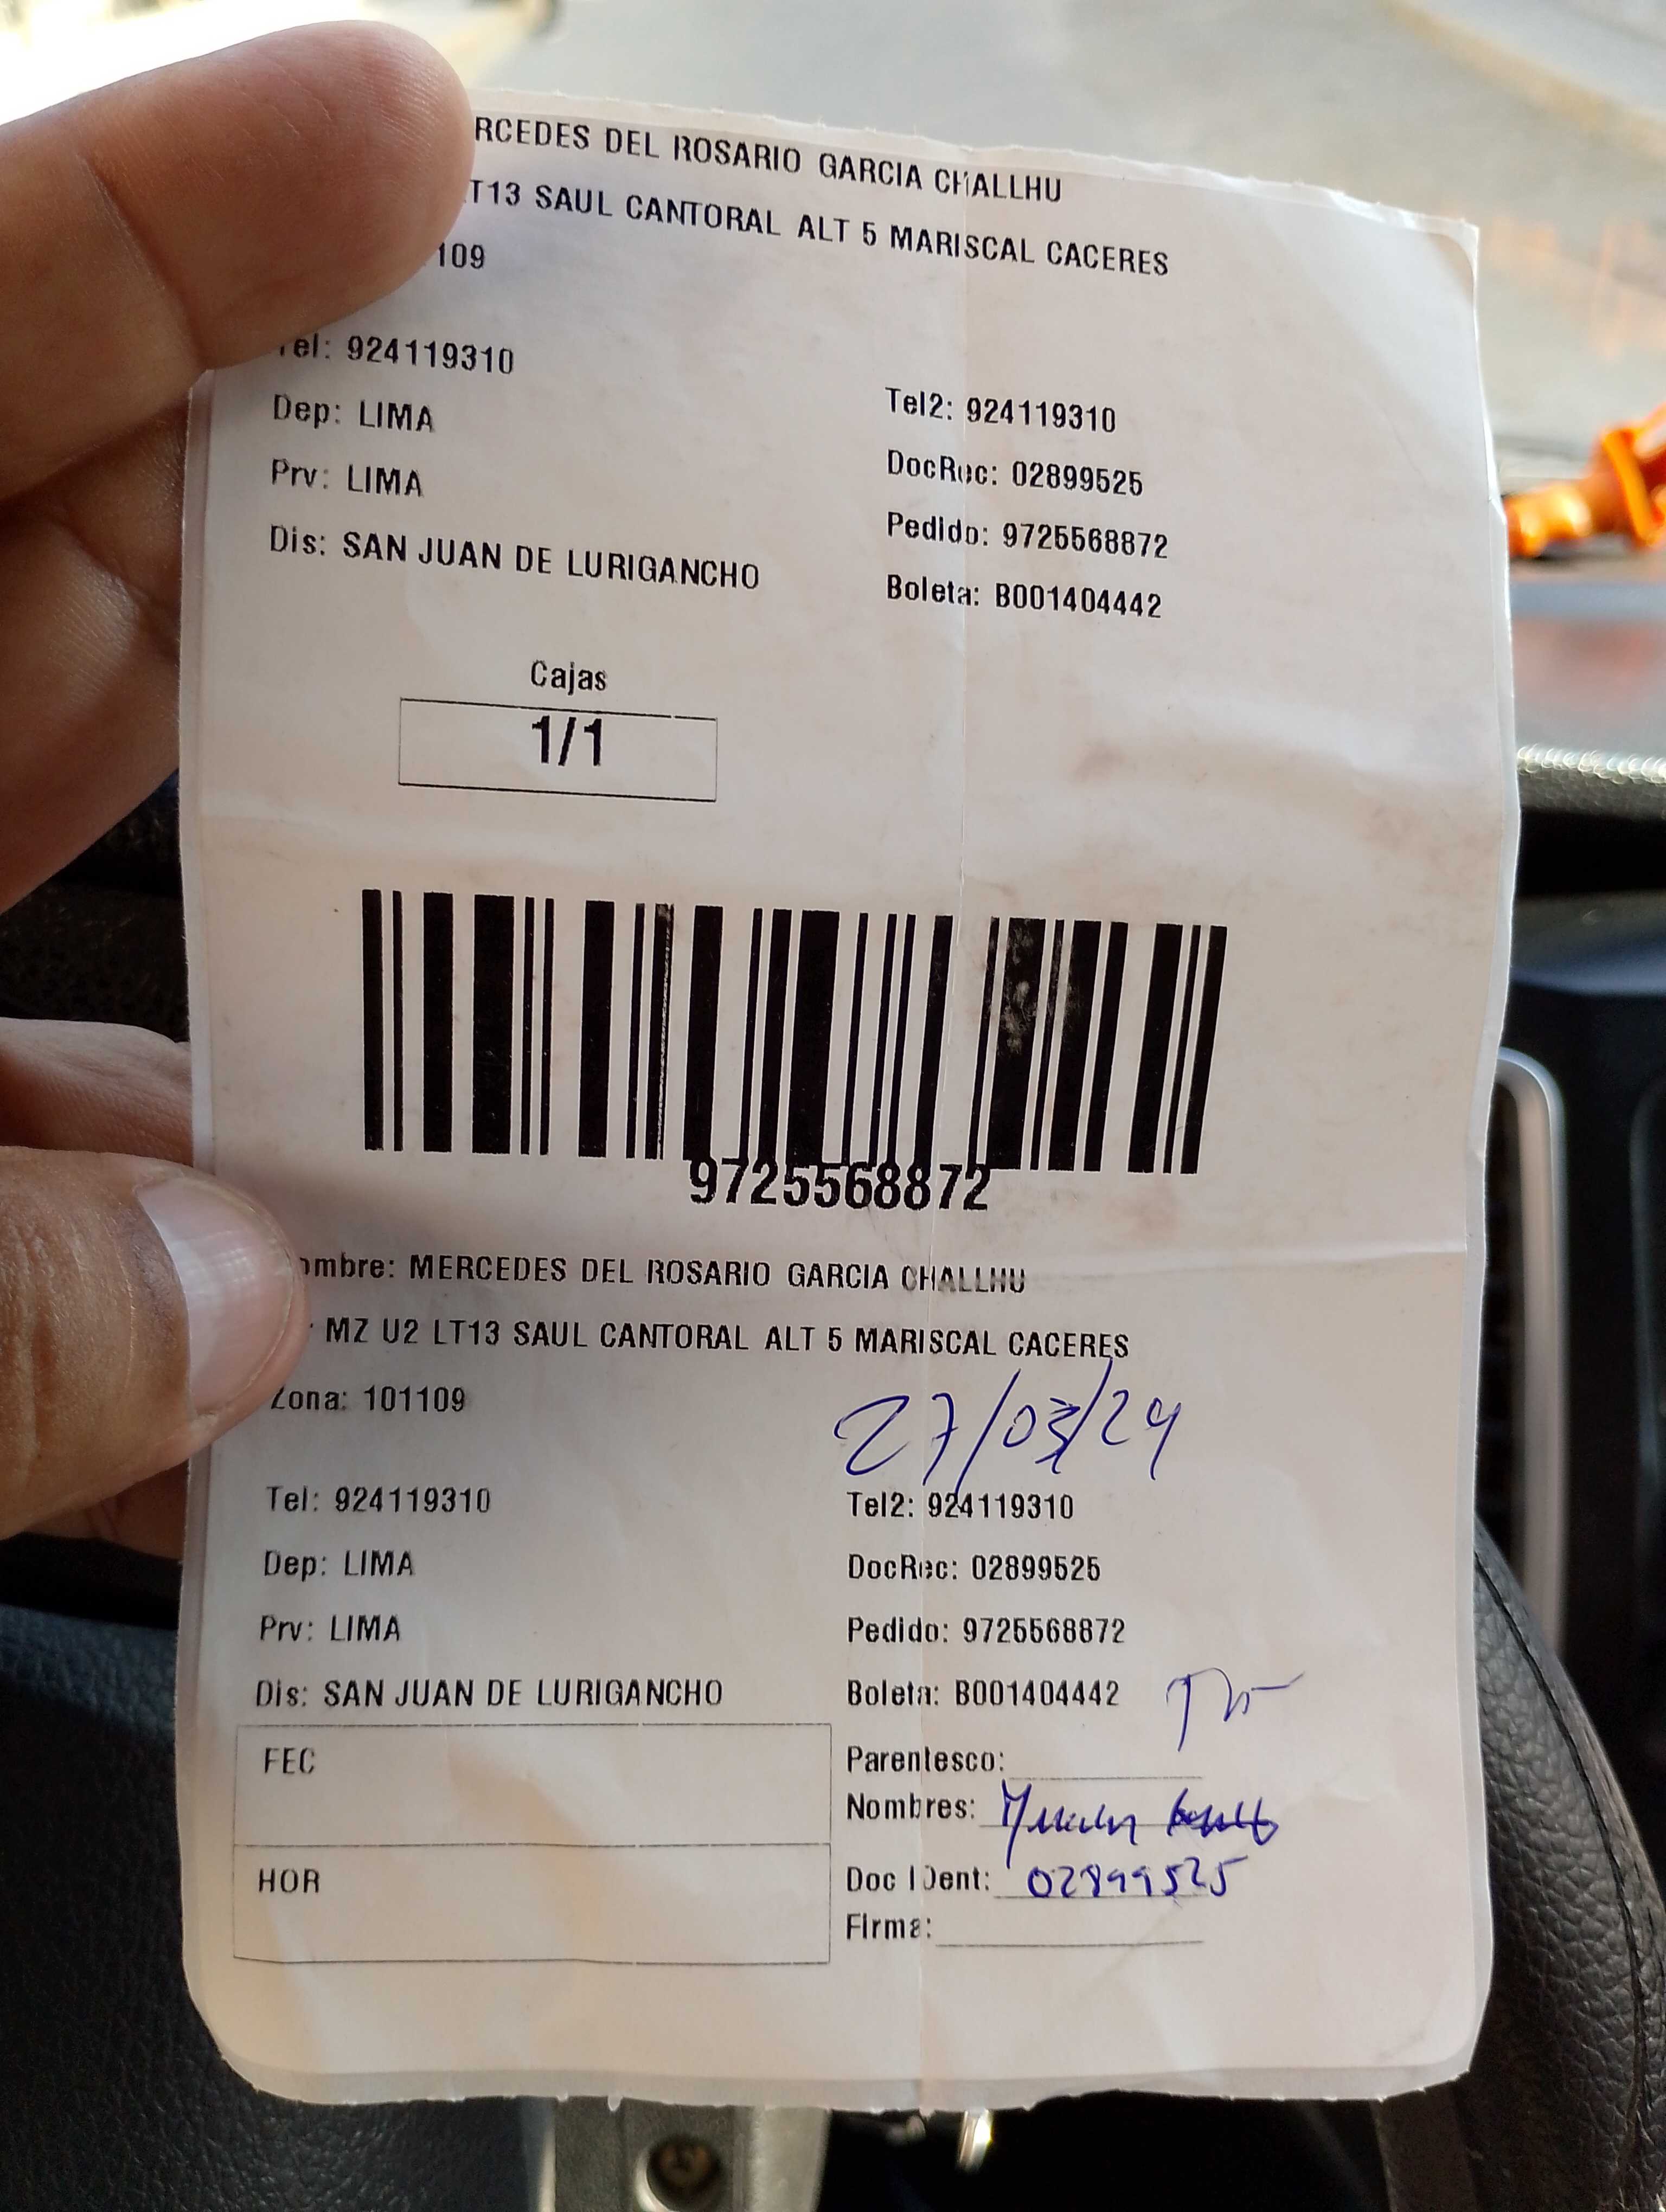 RCEDES DEL ROSARIO GARCIA CHALLHU
T13 SAUL CANTORAL ALT 5 MARISCAL CACERES
109
Tel: 924119310
Tel2: 924119310
Dep: LIMA
DocRec: 02899525
Prv: LIMA
Pedido: 9725568872
Dis: SAN JUAN DE LURIGANCHO
Boleta: B001404442
Cajas
1/1
9725568872
ombre: MERCEDES DEL ROSARIO GARCIA CHALLHU
MZ U2 LT13 SAUL CANTORAL ALT 5 MARISCAL CACERES
Zona: 101109
27/03/24
Tel: 924119310
Tel2: 924119310
Dep: LIMA
DocRec: 02899525
Prv: LIMA
Pedido: 9725568872
Dis: SAN JUAN DE LURIGANCHO
Boleta: B001404442
FEC
Parentesco:
Nombres:
HOR
Doc IDent: 02899525
Firma: